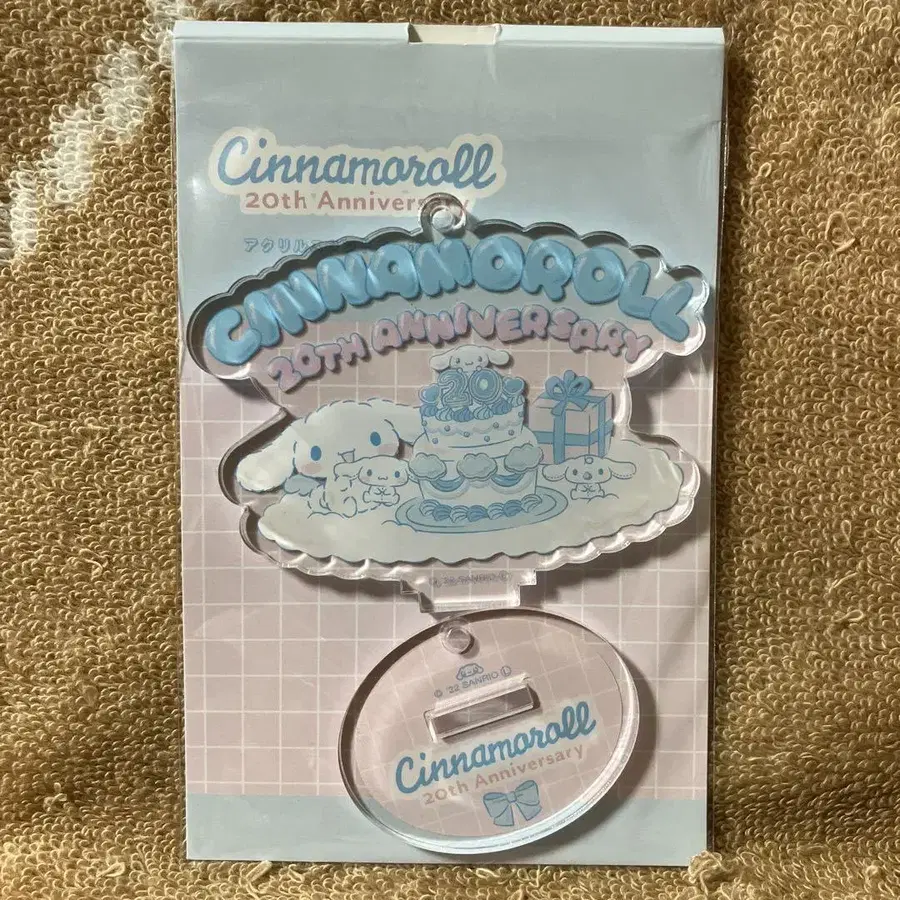 Cinnamoroll
20th Anniversary
アクリル
CINNAMOROLL
20TH ANNIVERSARY
20
© '22 SANRIO Ⓛ
Cinnamoroll
20th Anniversary